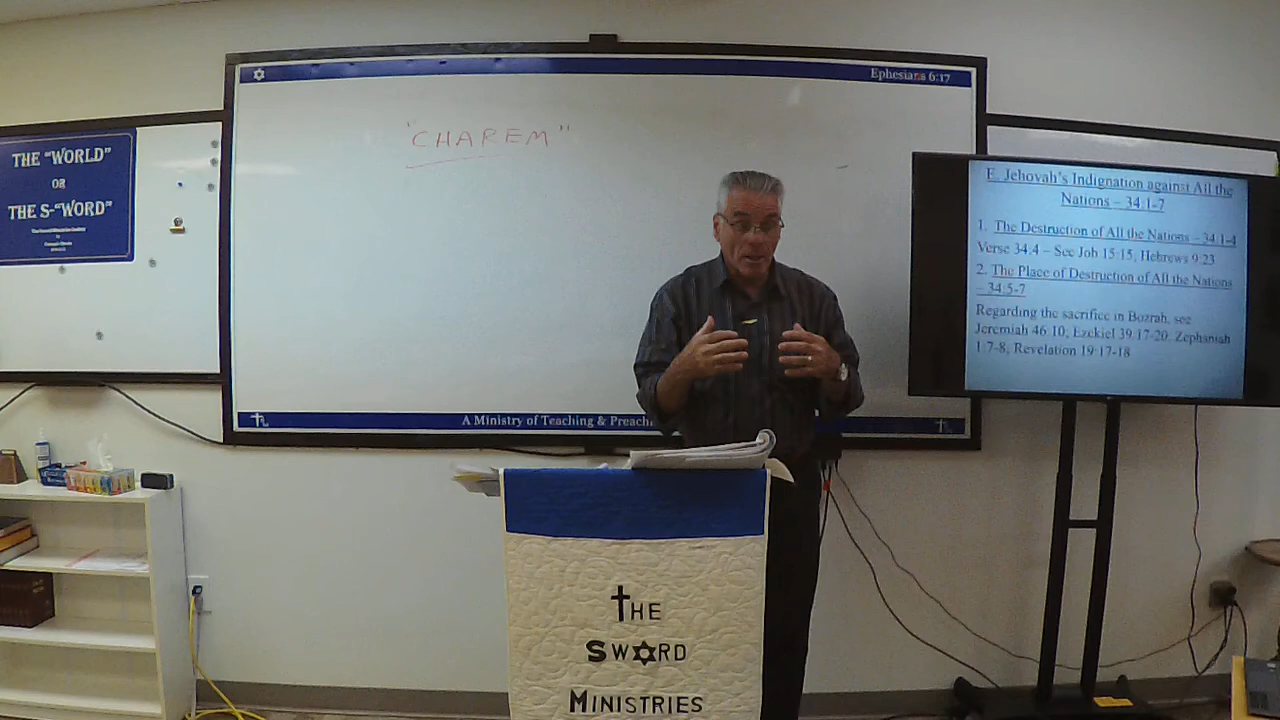 Ephesians 6:17
"CHAREM"
THE "WORLD"
OR
THE S-"WORD"
E. Jehovah's Indignation against All the
Nations – 34:1-7
1. The Destruction of All the Nations – 34:1-4
Verse 34:4 – See Job 15:15, Hebrews 9:23
2. The Place of Destruction of All the Nations
– 34:5-7
Regarding the sacrifice in Bozrah, see
Jeremiah 46:10, Ezekiel 39:17-20, Zephaniah
1:7-8, Revelation 19:17-18
A Ministry of Teaching & Preach
THE
SWORD
MINISTRIES